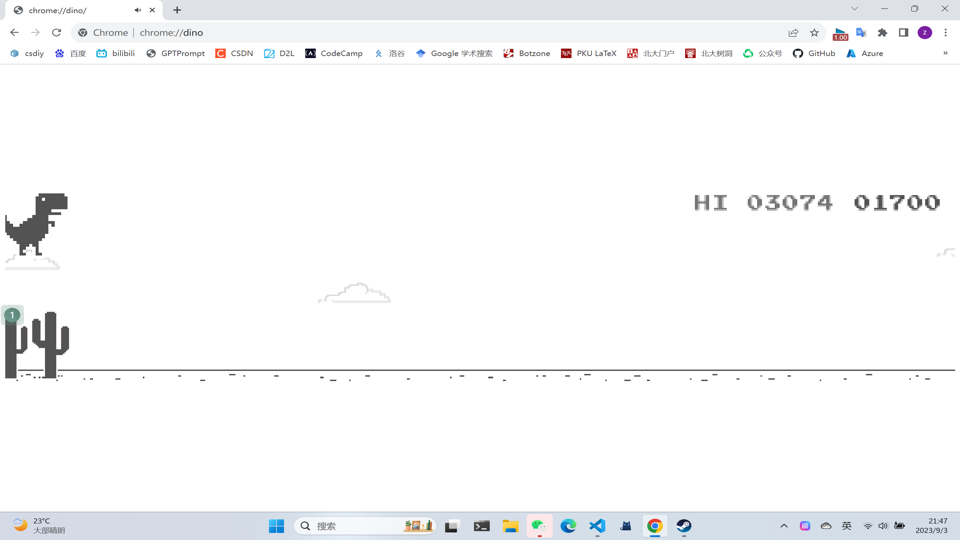 chrome://dino/
Chrome | chrome://dino
1.00
z
csdiy 百度 bilibili GPTPrompt CSDN D2L CodeCamp 洛谷 Google 学术搜索 Botzone PKU LaTeX 北大门户 北大树洞 公众号 GitHub Azure »
HI 03074 01700
1
23°C
大部晴朗
搜索
英
21:47
2023/9/3